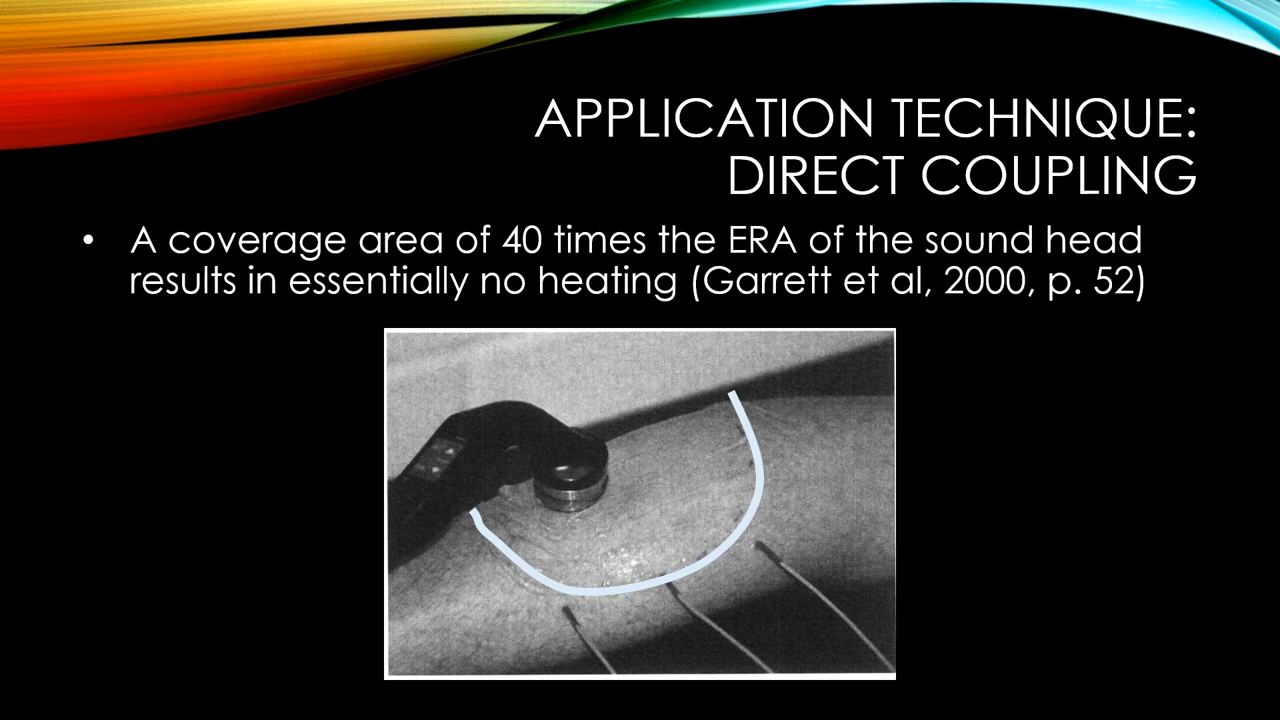 APPLICATION TECHNIQUE:
DIRECT COUPLING
• A coverage area of 40 times the ERA of the sound head
results in essentially no heating (Garrett et al, 2000, p. 52)